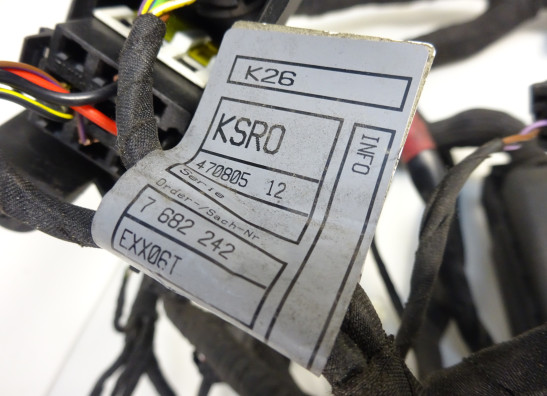 K26
KSRO
470805 12
Serie
Order-/Sach-Nr
7 682 242
EXX06T
INFO